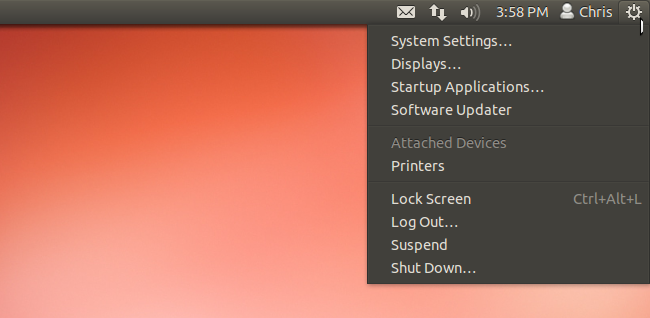 3:58 PM Chris
System Settings…
Displays…
Startup Applications…
Software Updater
Attached Devices
Printers
Lock Screen Ctrl+Alt+L
Log Out…
Suspend
Shut Down…